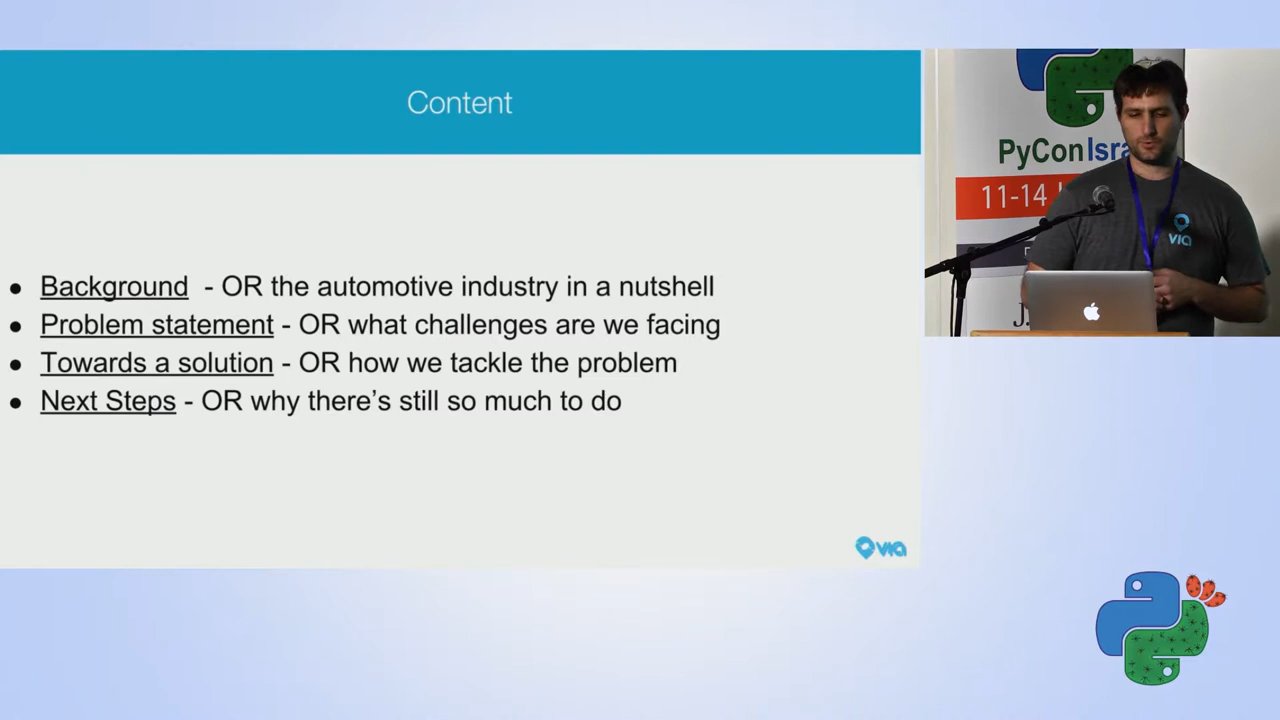 Content
● Background - OR the automotive industry in a nutshell
● Problem statement - OR what challenges are we facing
● Towards a solution - OR how we tackle the problem
● Next Steps - OR why there's still so much to do
via
PyCon Isra
11-14
via